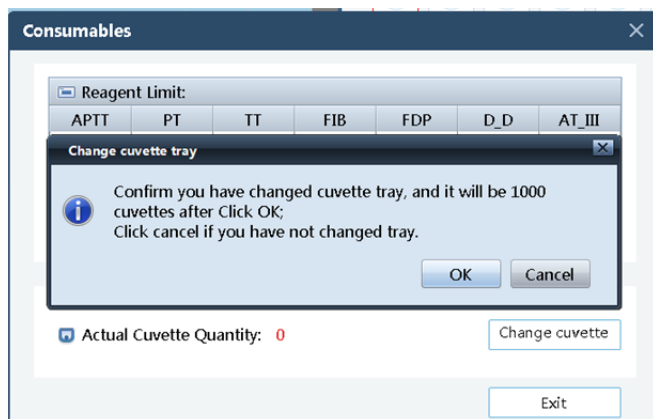 Consumables
Reagent Limit:
APTT PT TT FIB FDP D_D AT_III
Change cuvette tray
Confirm you have changed cuvette tray, and it will be 1000
cuvettes after Click OK;
Click cancel if you have not changed tray.
OK Cancel
Actual Cuvette Quantity: 0 Change cuvette
Exit